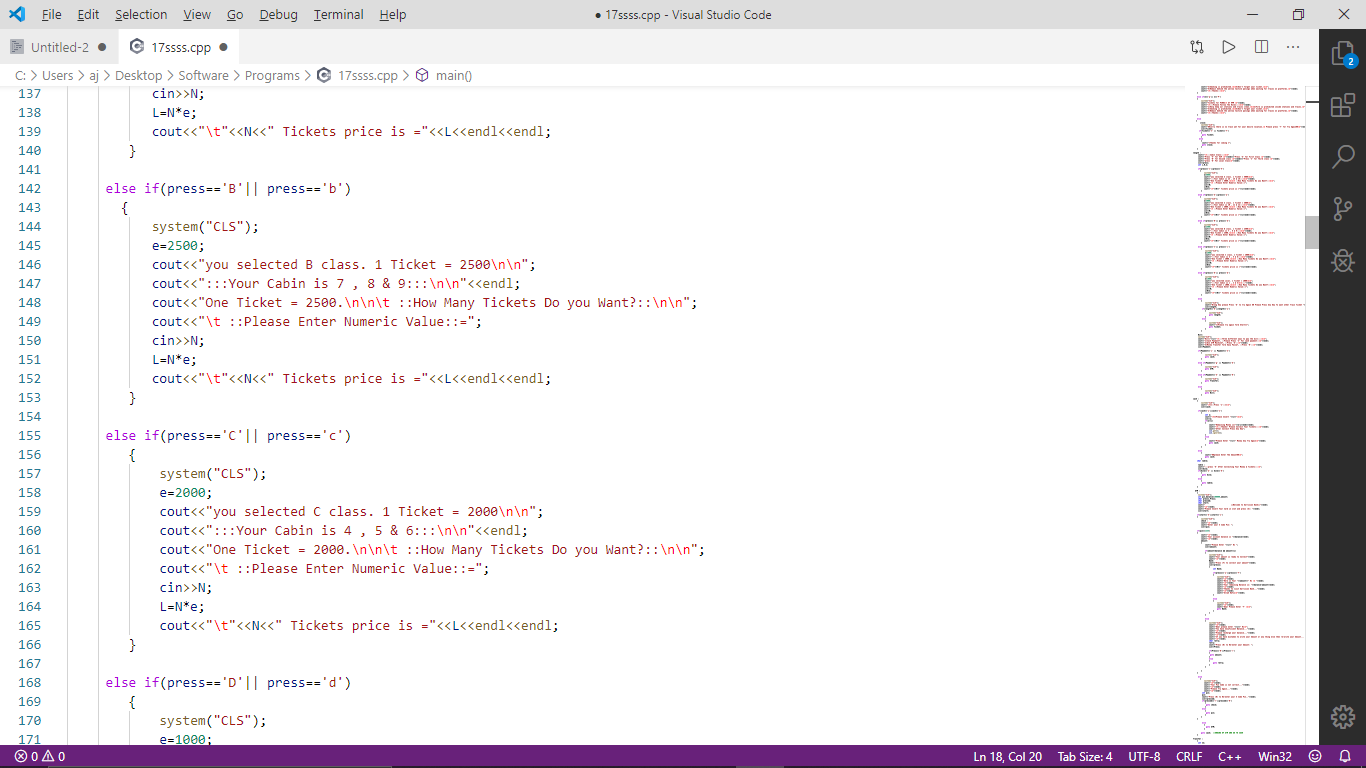 File Edit Selection View Go Debug Terminal Help ● 17ssss.cpp - Visual Studio Code
Untitled-2 ● 17ssss.cpp ●
C: > Users > aj > Desktop > Software > Programs > 17ssss.cpp > main()
137 cin>>N;
138 L=N*e;
139 cout<<"\t"<<N<<" Tickets price is ="<<L<<endl<<endl;
140 }
141
142 else if(press=='B'|| press=='b')
143 {
144 system("CLS");
145 e=2500;
146 cout<<"you selected B class. 1 Ticket = 2500\n\n";
147 cout<<":::Your Cabin is 7 , 8 & 9:::\n\n"<<endl;
148 cout<<"One Ticket = 2500.\n\n\t ::How Many Tickets Do you Want?::\n\n";
149 cout<<"\t ::Please Enter Numeric Value::=";
150 cin>>N;
151 L=N*e;
152 cout<<"\t"<<N<<" Tickets price is ="<<L<<endl<<endl;
153 }
154
155 else if(press=='C'|| press=='c')
156 {
157 system("CLS");
158 e=2000;
159 cout<<"you selected C class. 1 Ticket = 2000\n\n";
160 cout<<":::Your Cabin is 4 , 5 & 6:::\n\n"<<endl;
161 cout<<"One Ticket = 2000.\n\n\t ::How Many Tickets Do you Want?::\n\n";
162 cout<<"\t ::Please Enter Numeric Value::=";
163 cin>>N;
164 L=N*e;
165 cout<<"\t"<<N<<" Tickets price is ="<<L<<endl<<endl;
166 }
167
168 else if(press=='D'|| press=='d')
169 {
170 system("CLS");
171 e=1000;
2
0 0 Ln 18, Col 20 Tab Size: 4 UTF-8 CRLF C++ Win32